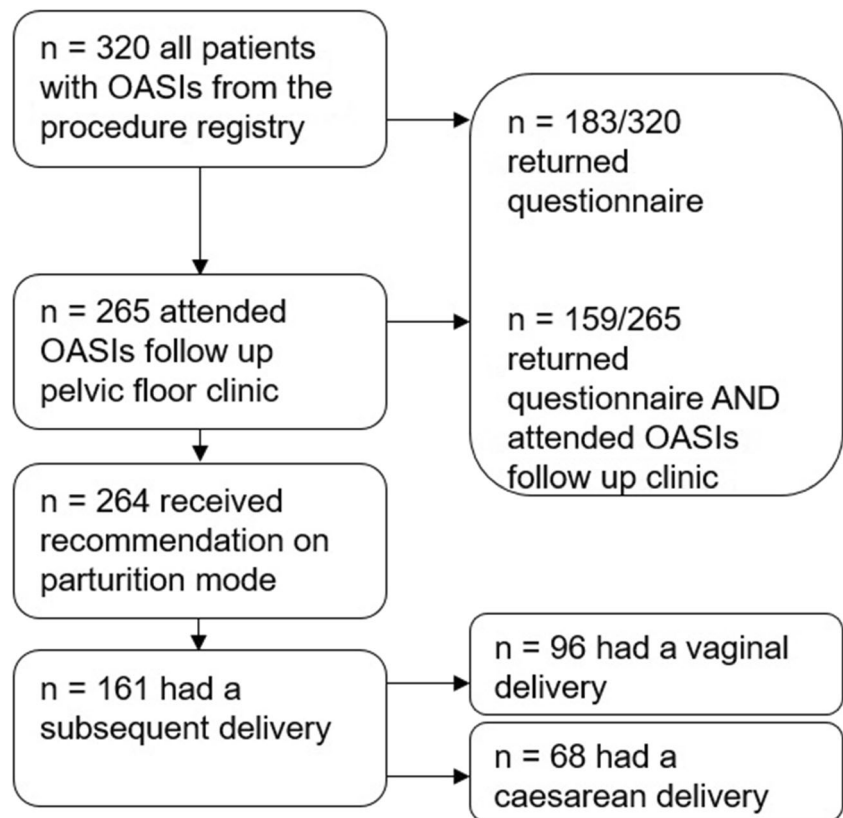 n = 320 all patients
with OASIs from the
procedure registry
n = 183/320
returned
questionnaire
n = 265 attended
OASIs follow up
pelvic floor clinic
n = 159/265
returned
questionnaire AND
attended OASIs
follow up clinic
n = 264 received
recommendation on
parturition mode
n = 161 had a
subsequent delivery
n = 96 had a vaginal
delivery
n = 68 had a
caesarean delivery